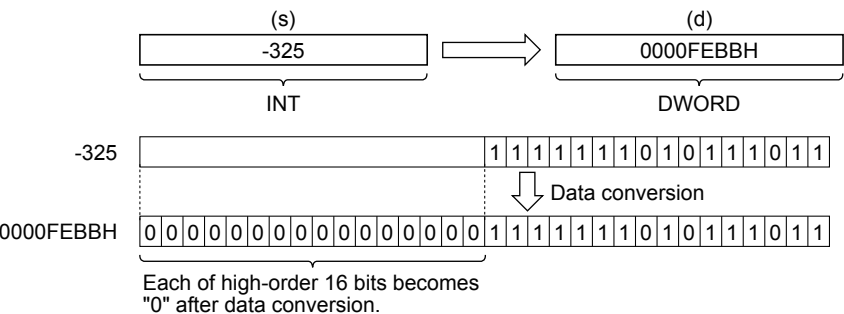 (s) (d)
-325 0000FEBBH
INT DWORD
-325 1 1 1 1 1 1 1 0 1 0 1 1 1 0 1 1
Data conversion
0000FEBBH 0 0 0 0 0 0 0 0 0 0 0 0 0 0 0 0 1 1 1 1 1 1 1 0 1 0 1 1 1 0 1 1
Each of high-order 16 bits becomes
"0" after data conversion.